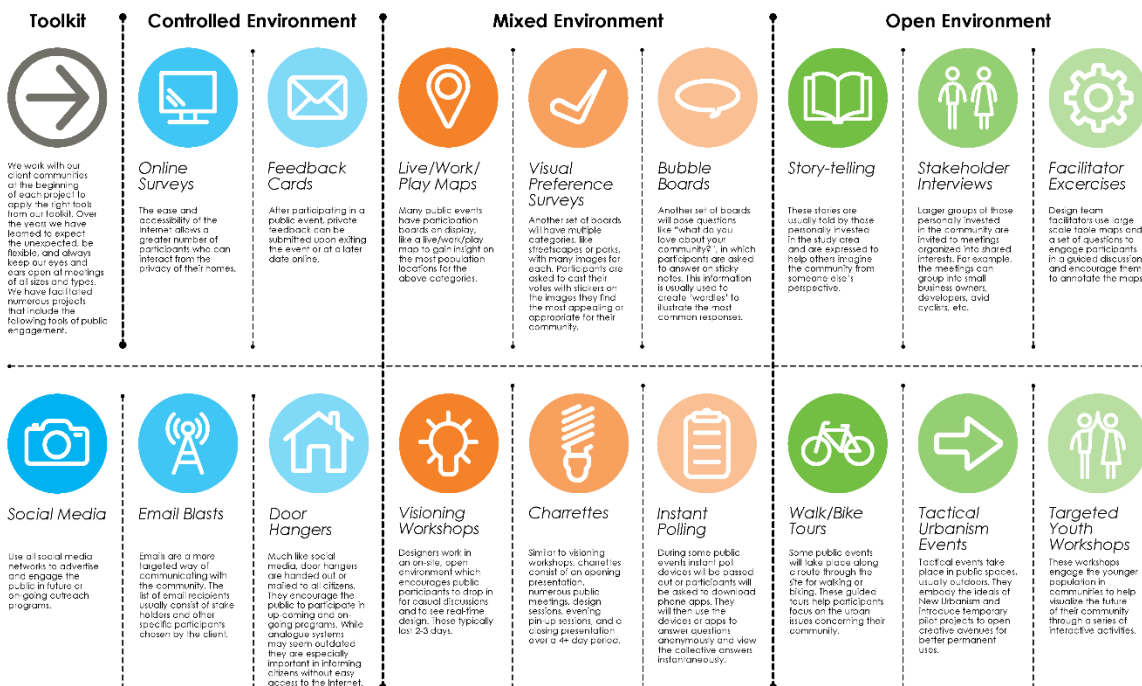 Toolkit
Controlled Environment
Mixed Environment
Open Environment
We work with our
client communities
at the beginning
of each project to
apply the right tools
from our toolkit. Over
the years we have
learned to expect
the unexpected, be
flexible, and always
keep our eyes and
ears open at meetings
of all sizes and types.
We have facilitated
numerous projects
that include the
following tools of public
engagement.
Online
Surveys
The ease and
accessibility of the
Internet allows a
greater number of
participants who can
interact from the
privacy of their homes.
Feedback
Cards
After participating in a
public event, private
feedback can be
submitted upon exiting
the event or at a later
date online.
Live/Work/
Play Maps
Many public events
have participation
boards on display,
like a live/work/play
map to gain insight on
the most population
locations for the
above categories.
Visual
Preference
Surveys
Another set of boards
will have multiple
categories, like
streetscapes or parks,
with many images for
each. Participants are
asked to cast their
votes with stickers on
the images they find
the most appealing or
appropriate for their
community.
Bubble
Boards
Another set of boards
will pose questions
like "what do you
love about your
community?", in which
participants are asked
to answer on sticky
notes. This information
is usually used to
create 'wordles' to
illustrate the most
common responses.
Story-telling
These stories are
usually told by those
personally invested
in the study area
and are expressed to
help others imagine
the community from
someone else's
perspective.
Stakeholder
Interviews
Larger groups of those
personally invested
in the community are
invited to meetings
organized into shared
interests. For example,
the meetings can
group into small
business owners,
developers, avid
cyclists, etc.
Facilitator
Excercises
Design team
facilitators use large
scale table maps and
a set of questions to
engage participants
in a guided discussion
and encourage them
to annotate the maps.
Social Media
Use all social media
networks to advertise
and engage the
public in future or
on-going outreach
programs.
Email Blasts
Emails are a more
targeted way of
communicating with
the community. The
list of email recipients
usually consist of stake
holders and other
specific participants
chosen by the client.
Door
Hangers
Much like social
media, door hangers
are handed out or
mailed to all citizens.
They encourage the
public to participate in
up-coming and on-
going programs. While
analogue systems
may seem outdated
they are especially
important in informing
citizens without easy
access to the Internet.
Visioning
Workshops
Designers work in
an on-site, open
environment which
encourages public
participants to drop in
for casual discussions
and to see real-time
design. These typically
last 2-3 days.
Charrettes
Similar to visioning
workshops, charrettes
consist of an opening
presentation,
numerous public
meetings, design
sessions, evening
pin-up sessions, and a
closing presentation
over a 4+ day period.
Instant
Polling
During some public
events instant poll
devices will be passed
out or participants will
be asked to download
phone apps. They will
then use the
devices or apps to
answer questions
anonymously and view
the collective answers
instantaneously.
Walk/Bike
Tours
Some public events
will take place along
a route through the
site for walking or
biking. These guided
tours help participants
focus on the urban
issues concerning their
community.
Tactical
Urbanism
Events
Tactical events take
place in public spaces,
usually outdoors. They
embody the ideals of
New Urbanism and
introduce temporary
pilot projects to open
creative avenues for
better permanent
uses.
Targeted
Youth
Workshops
These workshops
engage the younger
population in
communities to help
visualize the future
of their community
through a series of
interactive activities.